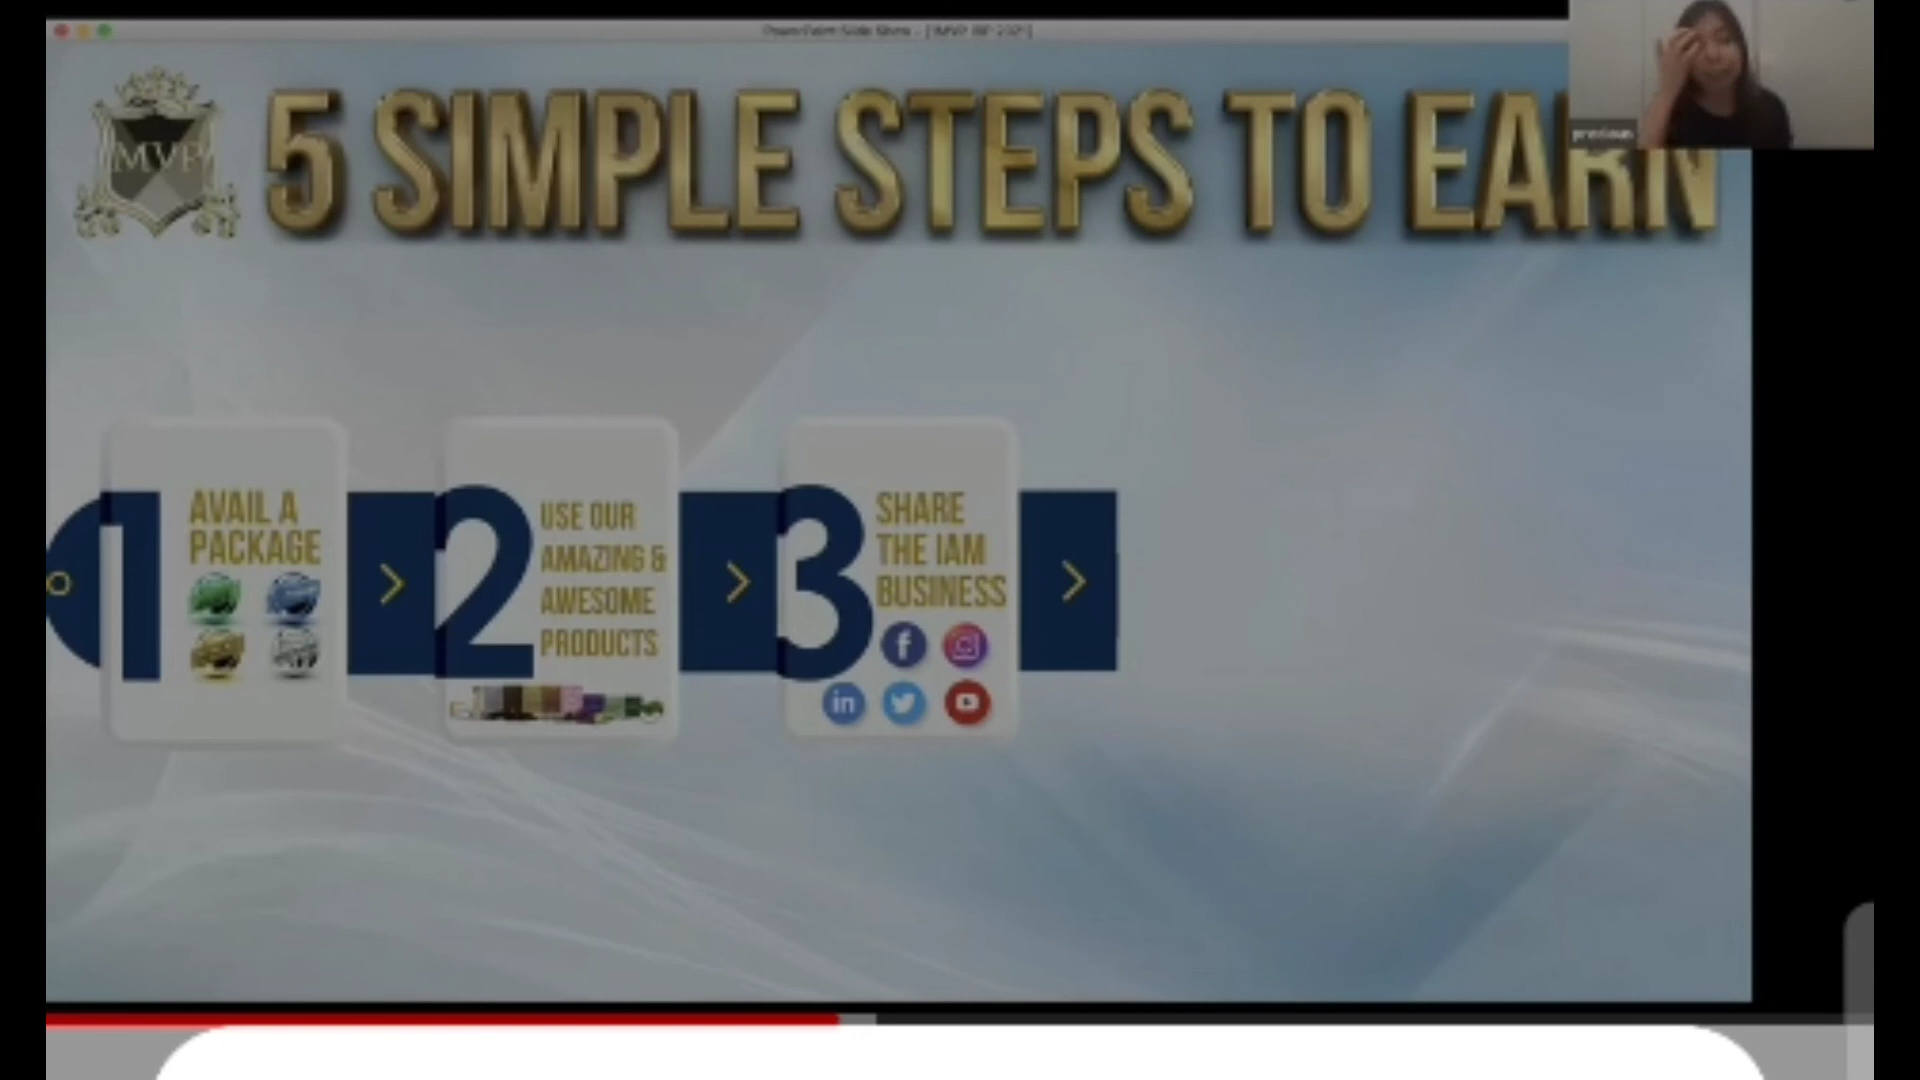 MVP
5 SIMPLE STEPS TO EARN
precious
1
AVAIL A
PACKAGE
2
USE OUR
AMAZING &
AWESOME
PRODUCTS
3
SHARE
THE IAM
BUSINESS